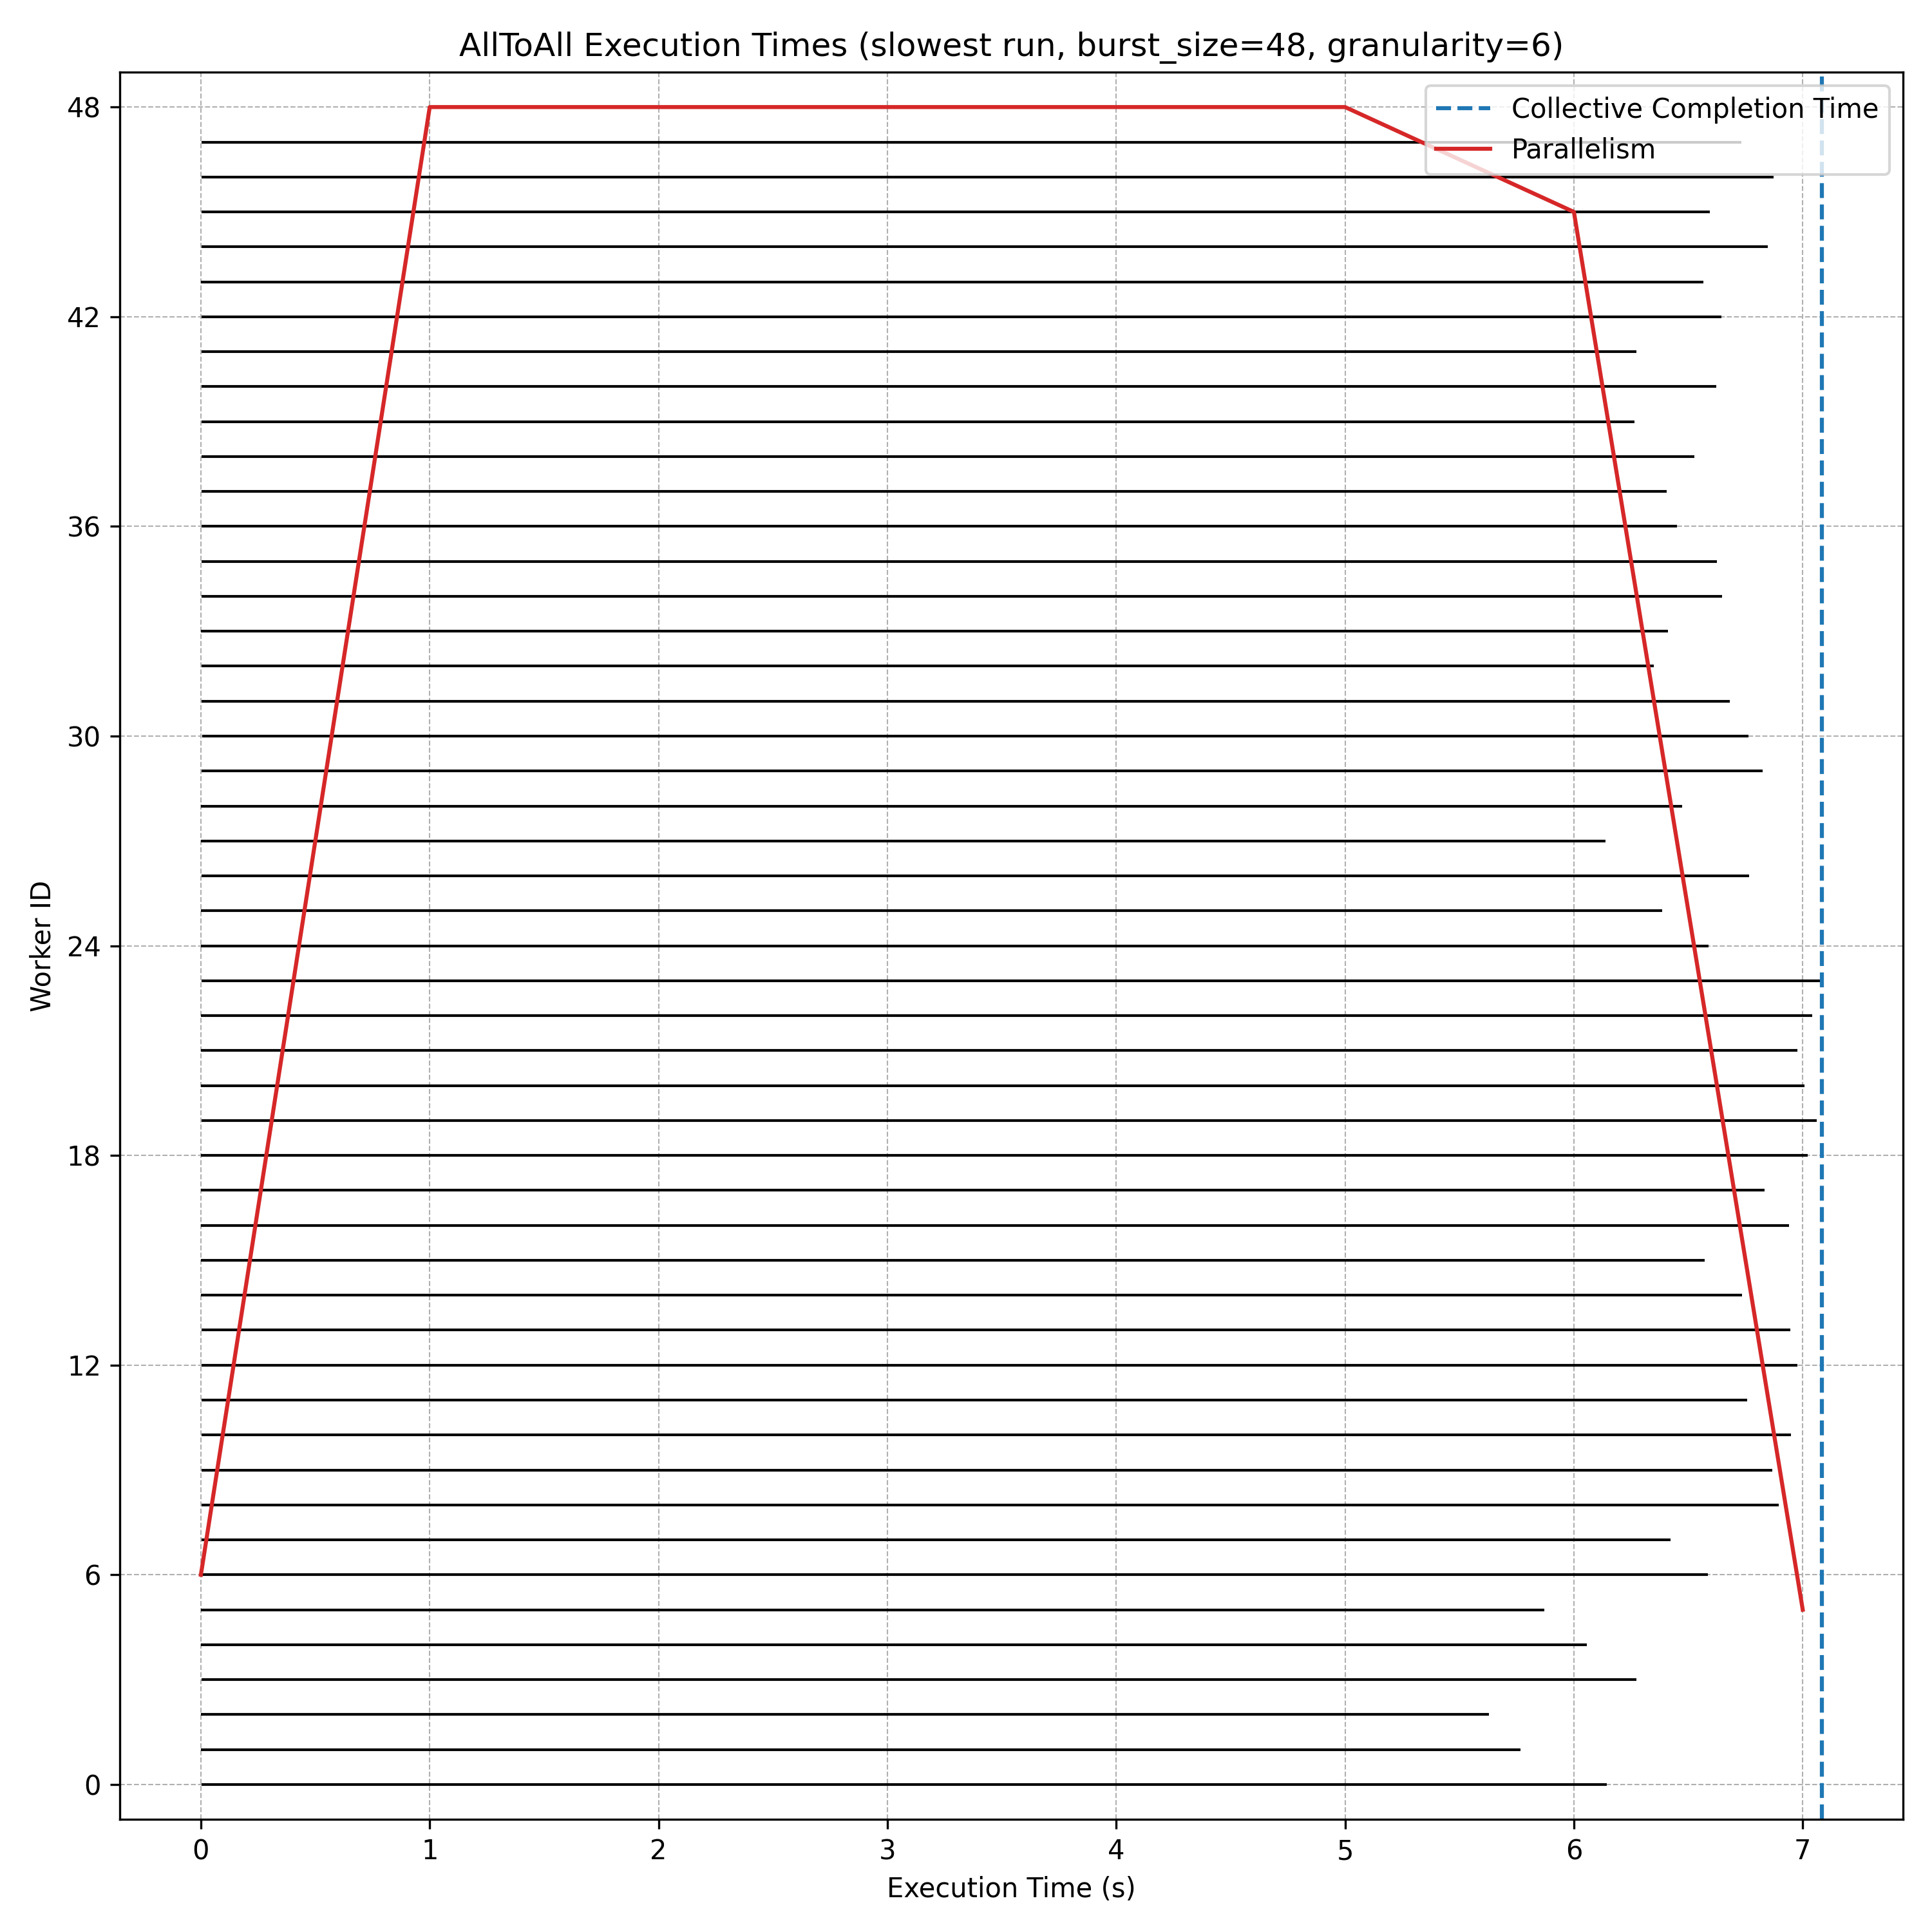 AllToAll Execution Times (slowest run, burst_size=48, granularity=6)
Collective Completion Time
Parallelism
48
42
36
30
24
18
12
6
0
Worker ID
0 1 2 3 4 5 6 7
Execution Time (s)